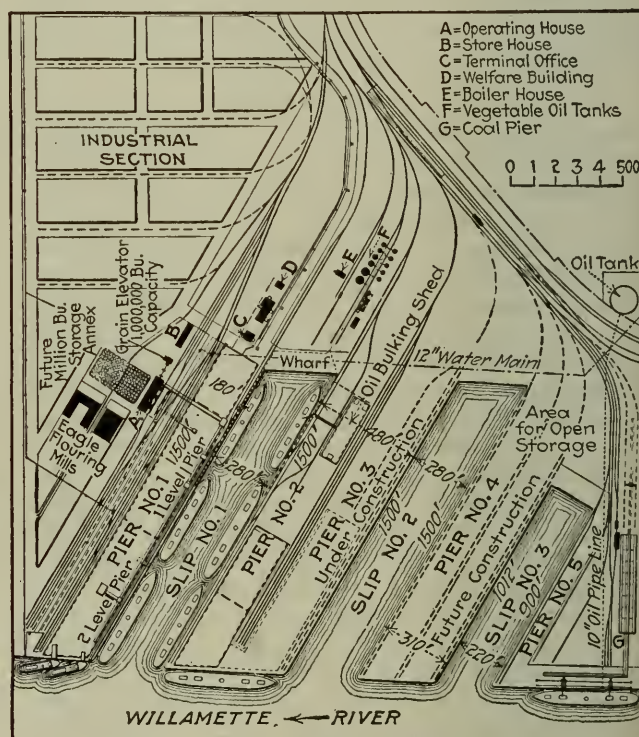 A=Operating House
B=Store House
C=Terminal Office
D=Welfare Building
E=Boiler House
F=Vegetable Oil Tanks
G=Coal Pier
0 1 2 3 4 500
INDUSTRIAL
SECTION
Oil Tank
Future
Million Bu.
Storage
Annex
Grain Elevator
1,000,000 Bu.
Capacity
B
C
D
E
F
A
Eagle
Flouring
Mills
180'
Wharf
12" Water Main
Oil Bulking Shed
Area
for Open
Storage
2 Level Pier
1 Level Pier
PIER NO. 1
1500'
280'
SLIP NO. 1
1500'
PIER NO. 2
480'
PIER NO. 3
Under Construction
280'
SLIP NO. 2
1500'
PIER NO. 4
310'
Future Construction
220'
SLIP NO. 3
1012'
900'
PIER NO. 5
10" Oil Pipe Line
G
WILLAMETTE RIVER